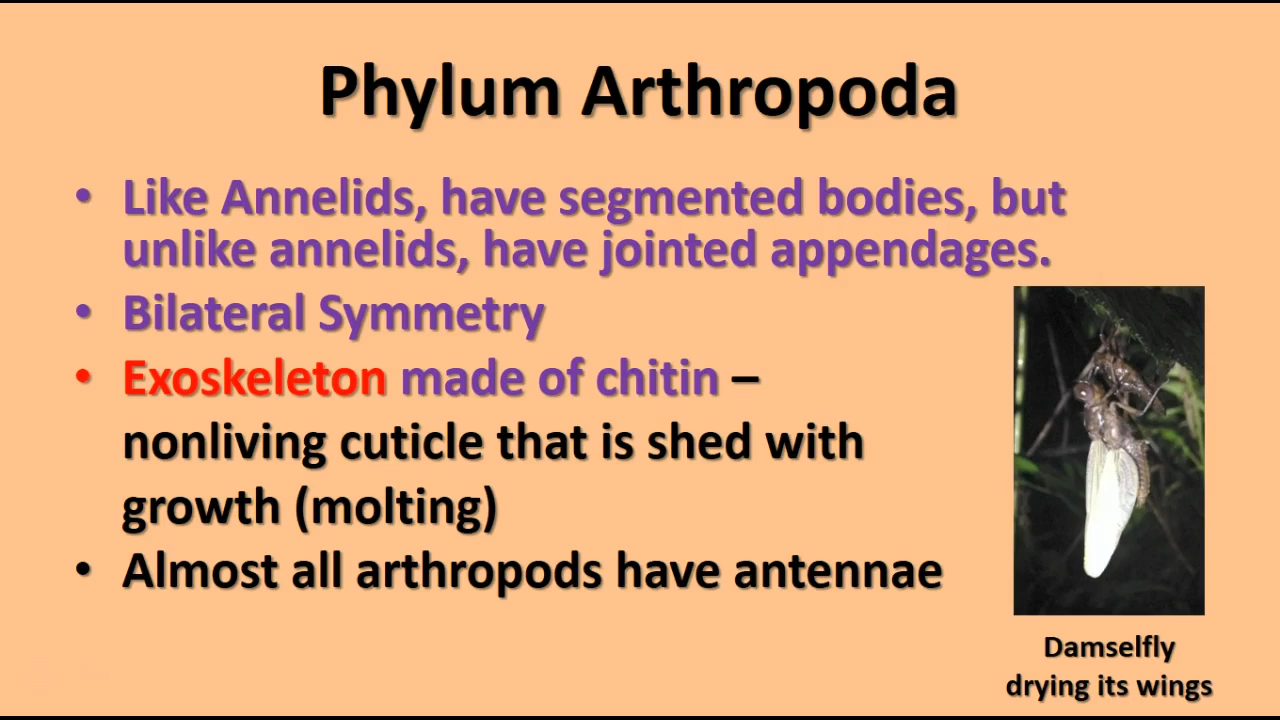 Phylum Arthropoda
• Like Annelids, have segmented bodies, but
unlike annelids, have jointed appendages.
• Bilateral Symmetry
• Exoskeleton made of chitin –
nonliving cuticle that is shed with
growth (molting)
• Almost all arthropods have antennae
Damselfly
drying its wings